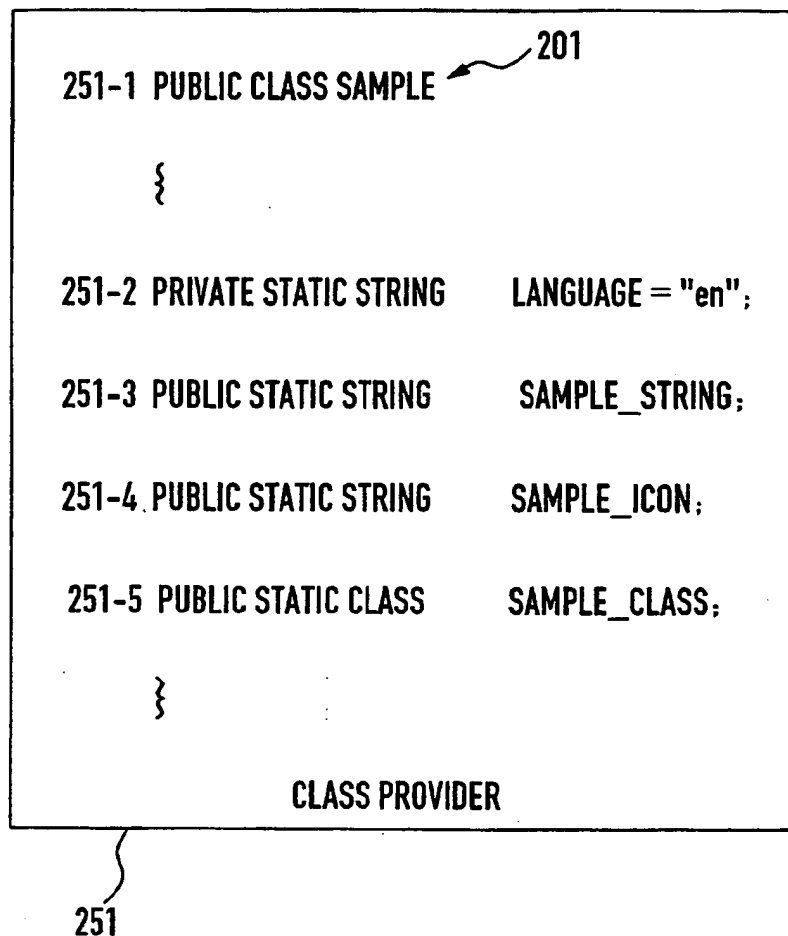 201
251-1 PUBLIC CLASS SAMPLE
{
251-2 PRIVATE STATIC STRING LANGUAGE = "en";
251-3 PUBLIC STATIC STRING SAMPLE_STRING;
251-4 PUBLIC STATIC STRING SAMPLE_ICON;
251-5 PUBLIC STATIC CLASS SAMPLE_CLASS;
}
CLASS PROVIDER
251